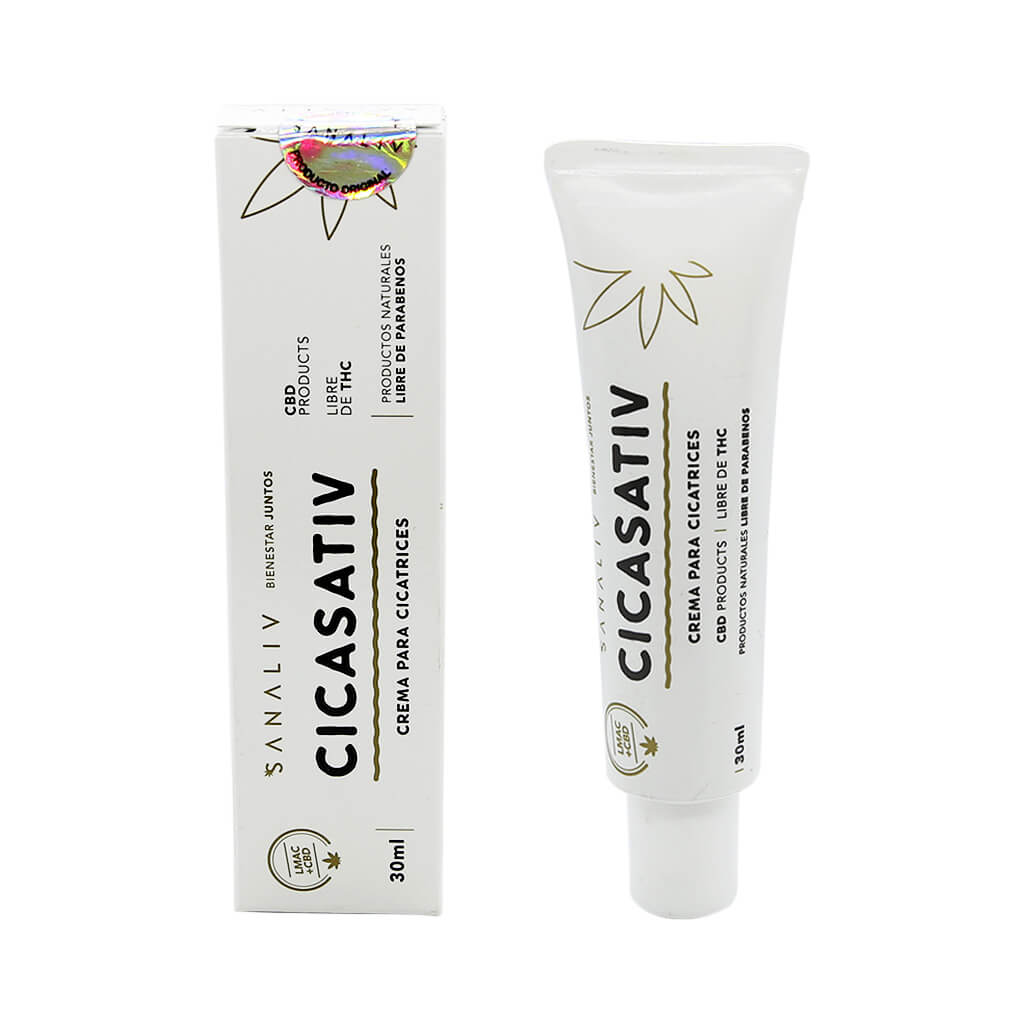 SANALIV
PRODUCTO ORIGINAL
SANALIV
BIENESTAR JUNTOS
CICASATIV
CREMA PARA CICATRICES
CBD
PRODUCTS
LIBRE
DE THC
PRODUCTOS NATURALES
LIBRE DE PARABENOS
LMAC
+CBD
30ml
SANALIV
BIENESTAR JUNTOS
CICASATIV
CREMA PARA CICATRICES
CBD PRODUCTS | LIBRE DE THC
PRODUCTOS NATURALES LIBRE DE PARABENOS
LMAC
+CBD
30ml